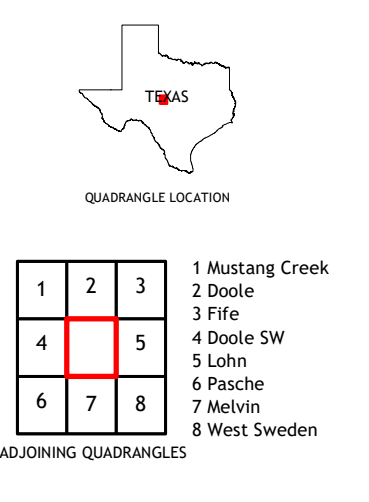 TEXAS
QUADRANGLE LOCATION
1 2 3
4 5
6 7 8
1 Mustang Creek
2 Doole
3 Fife
4 Doole SW
5 Lohn
6 Pasche
7 Melvin
8 West Sweden
ADJOINING QUADRANGLES